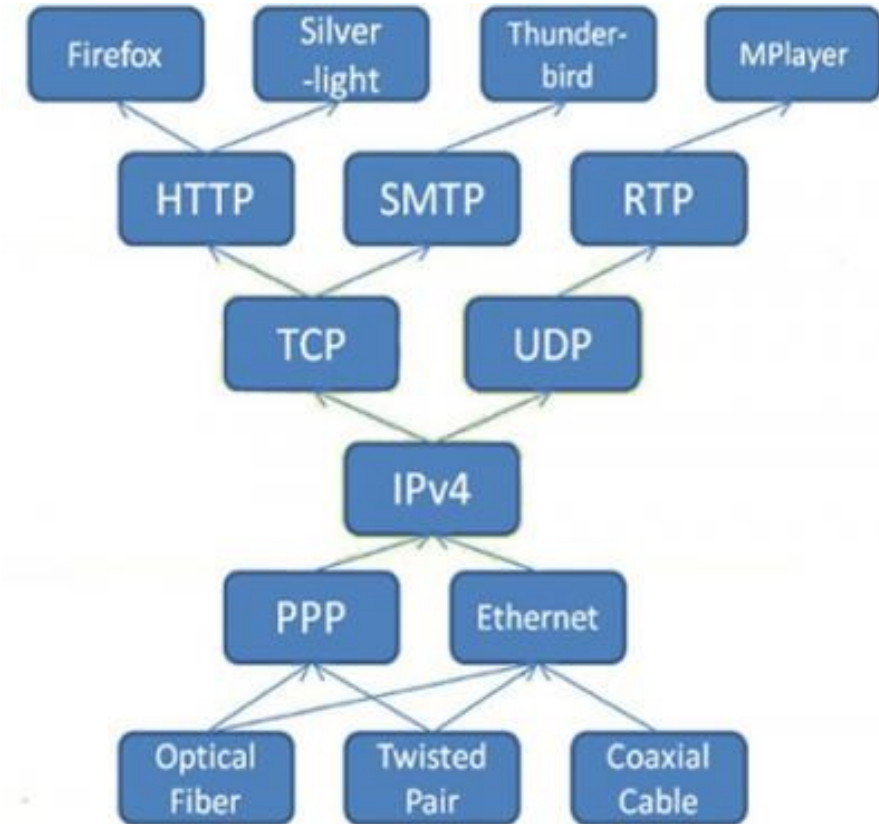 Firefox
Silver
-light
Thunder-
bird
MPlayer
HTTP
SMTP
RTP
TCP
UDP
IPv4
PPP
Ethernet
Optical
Fiber
Twisted
Pair
Coaxial
Cable